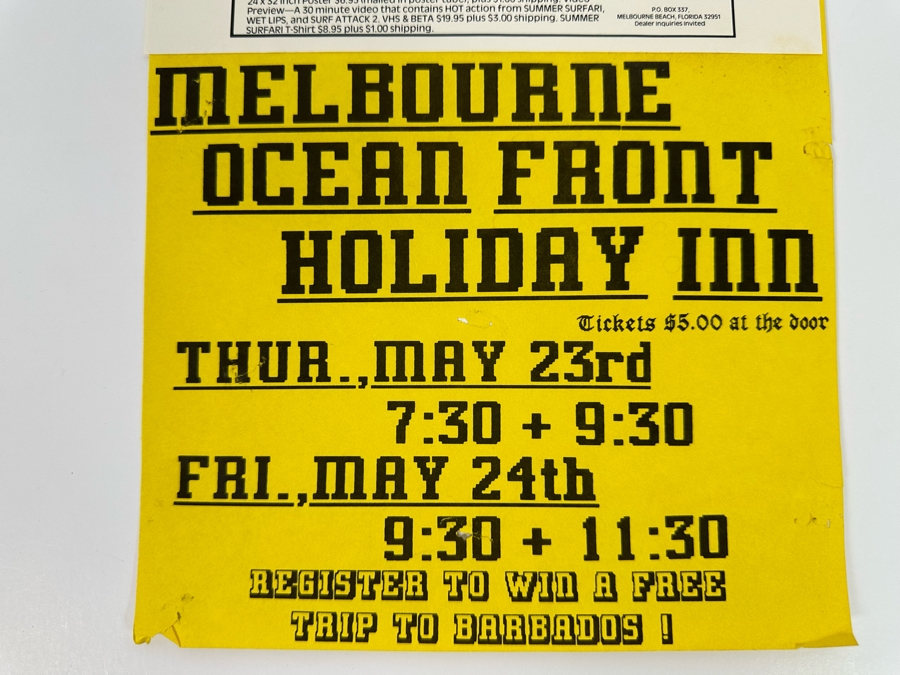 24 x 32 inch Poster $6.95 (mailed in poster tube), plus $1.00 shipping. Video
Preview—A 30 minute video that contains HOT action from SUMMER SURFARI,
WET LIPS, and SURF ATTACK 2. VHS & BETA $19.95 plus $3.00 shipping. SUMMER
SURFARI T-Shirt $8.95 plus $1.00 shipping.
P.O. BOX 337,
MELBOURNE BEACH, FLORIDA 32951
Dealer inquiries invited
MELBOURNE
OCEAN FRONT
HOLIDAY INN
Tickets $5.00 at the door
THUR.,MAY 23rd
7:30 + 9:30
FRI.,MAY 24th
9:30 + 11:30
REGISTER TO WIN A FREE
TRIP TO BARBADOS !